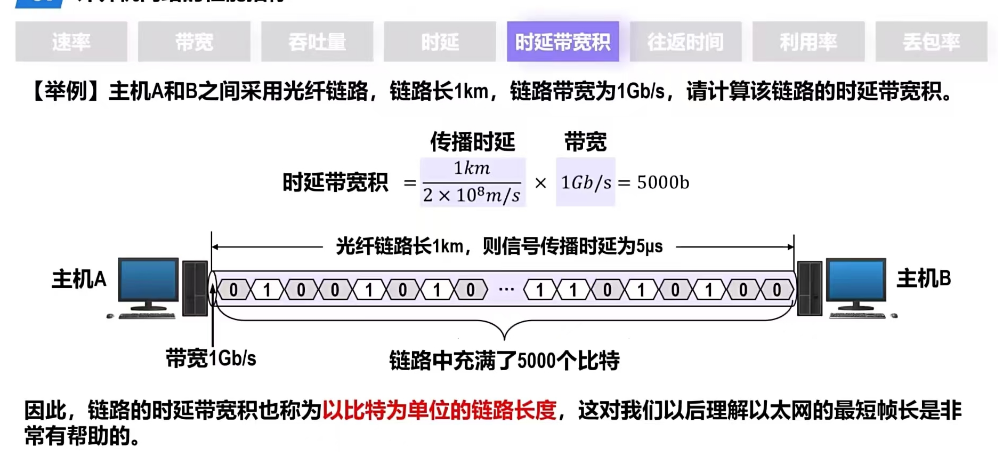 速率 带宽 吞吐量 时延 时延带宽积 往返时间 利用率 丢包率
【举例】主机A和B之间采用光纤链路，链路长1km，链路带宽为1Gb/s，请计算该链路的时延带宽积。
传播时延 带宽
时延带宽积 = 1km / 2 × 10⁸m/s × 1Gb/s = 5000b
光纤链路长1km，则信号传播时延为5μs
主机A 0 1 0 0 1 0 1 0 ··· 1 1 0 1 0 1 0 0 主机B
带宽1Gb/s 链路中充满了5000个比特
因此，链路的时延带宽积也称为以比特为单位的链路长度，这对我们以后理解以太网的最短帧长是非
常有帮助的。